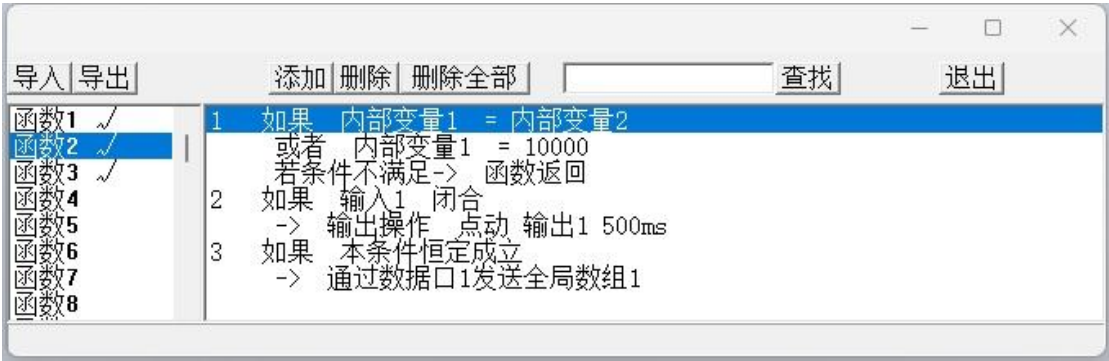 导入 导出 添加 删除 删除全部 查找 退出
函数1 √
函数2 √
函数3 √
函数4
函数5
函数6
函数7
函数8
1 如果 内部变量1 = 内部变量2
或者 内部变量1 = 10000
若条件不满足-> 函数返回
2 如果 输入1 闭合
-> 输出操作 点动 输出1 500ms
3 如果 本条件恒定成立
-> 通过数据口1发送全局数组1